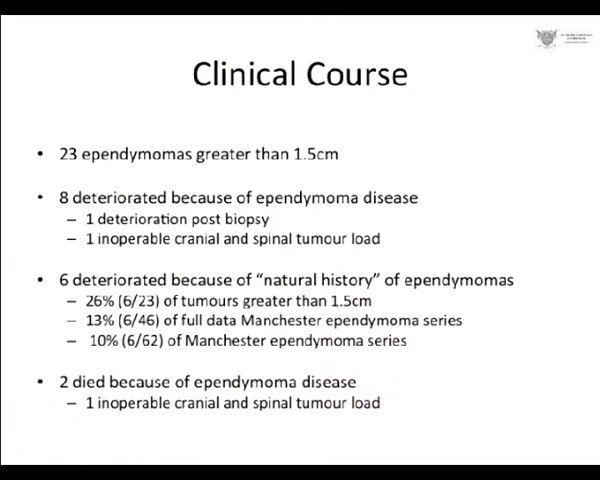 Clinical Course
• 23 ependymomas greater than 1.5cm
• 8 deteriorated because of ependymoma disease
– 1 deterioration post biopsy
– 1 inoperable cranial and spinal tumour load
• 6 deteriorated because of “natural history” of ependymomas
– 26% (6/23) of tumours greater than 1.5cm
– 13% (6/46) of full data Manchester ependymoma series
– 10% (6/62) of Manchester ependymoma series
• 2 died because of ependymoma disease
– 1 inoperable cranial and spinal tumour load